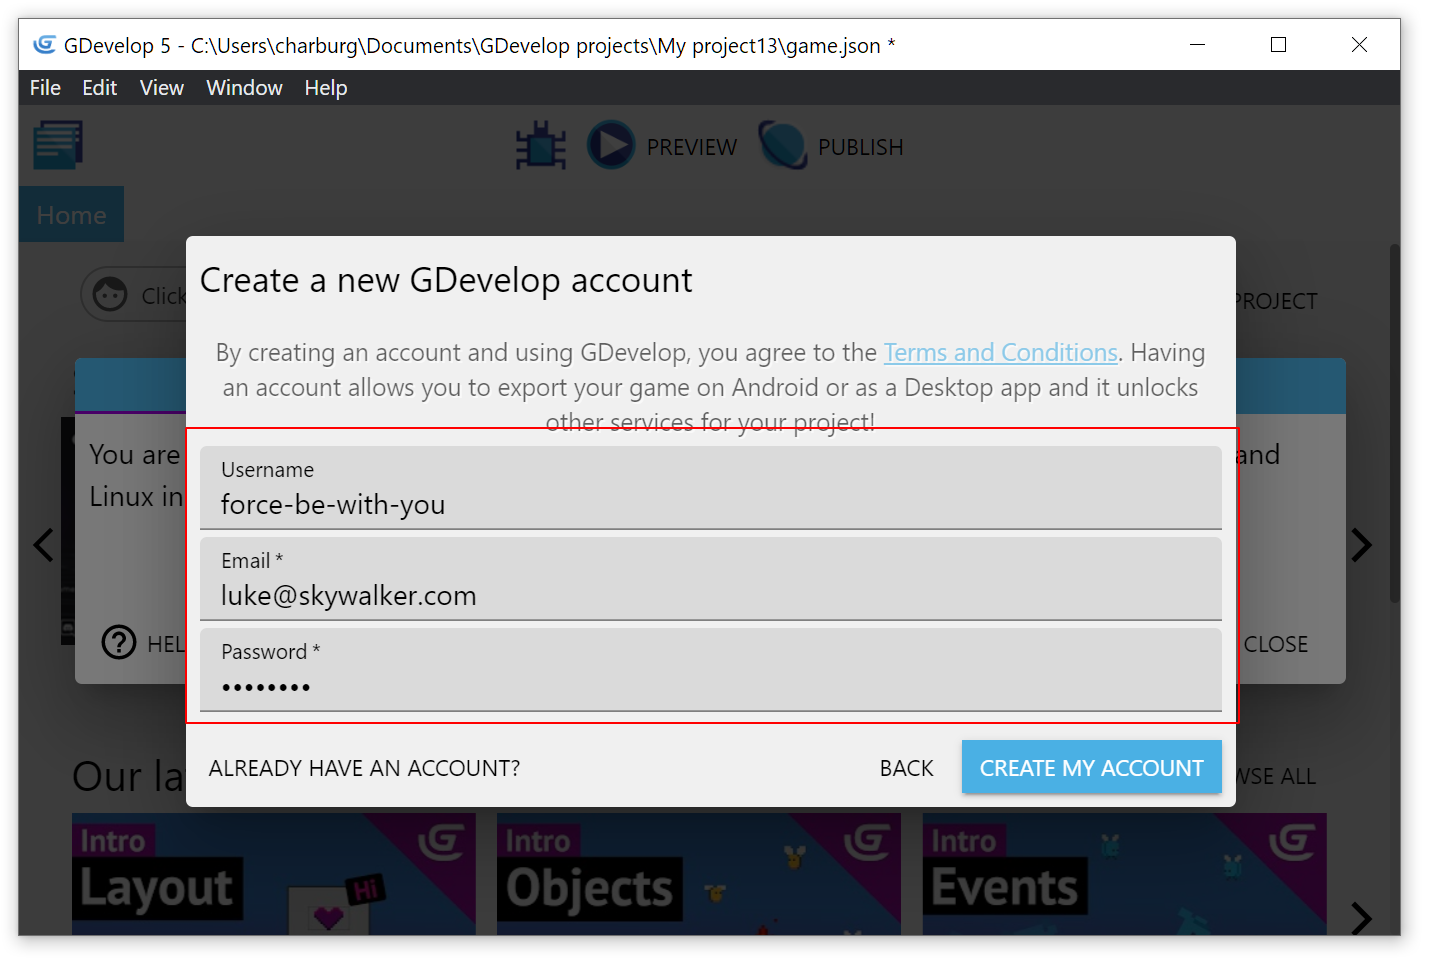 GDevelop 5 - C:\Users\charburg\Documents\GDevelop projects\My project13\game.json *
File Edit View Window Help
PREVIEW PUBLISH
Home
Click
PROJECT
Create a new GDevelop account
By creating an account and using GDevelop, you agree to the Terms and Conditions. Having
an account allows you to export your game on Android or as a Desktop app and it unlocks
other services for your project!
You are
and
Linux in
Username
force-be-with-you
Email *
luke@skywalker.com
Password *
••••••••
HEL
CLOSE
ALREADY HAVE AN ACCOUNT? BACK CREATE MY ACCOUNT
Our la
WSE ALL
Intro
Layout
Hi
Intro
Objects
Intro
Events